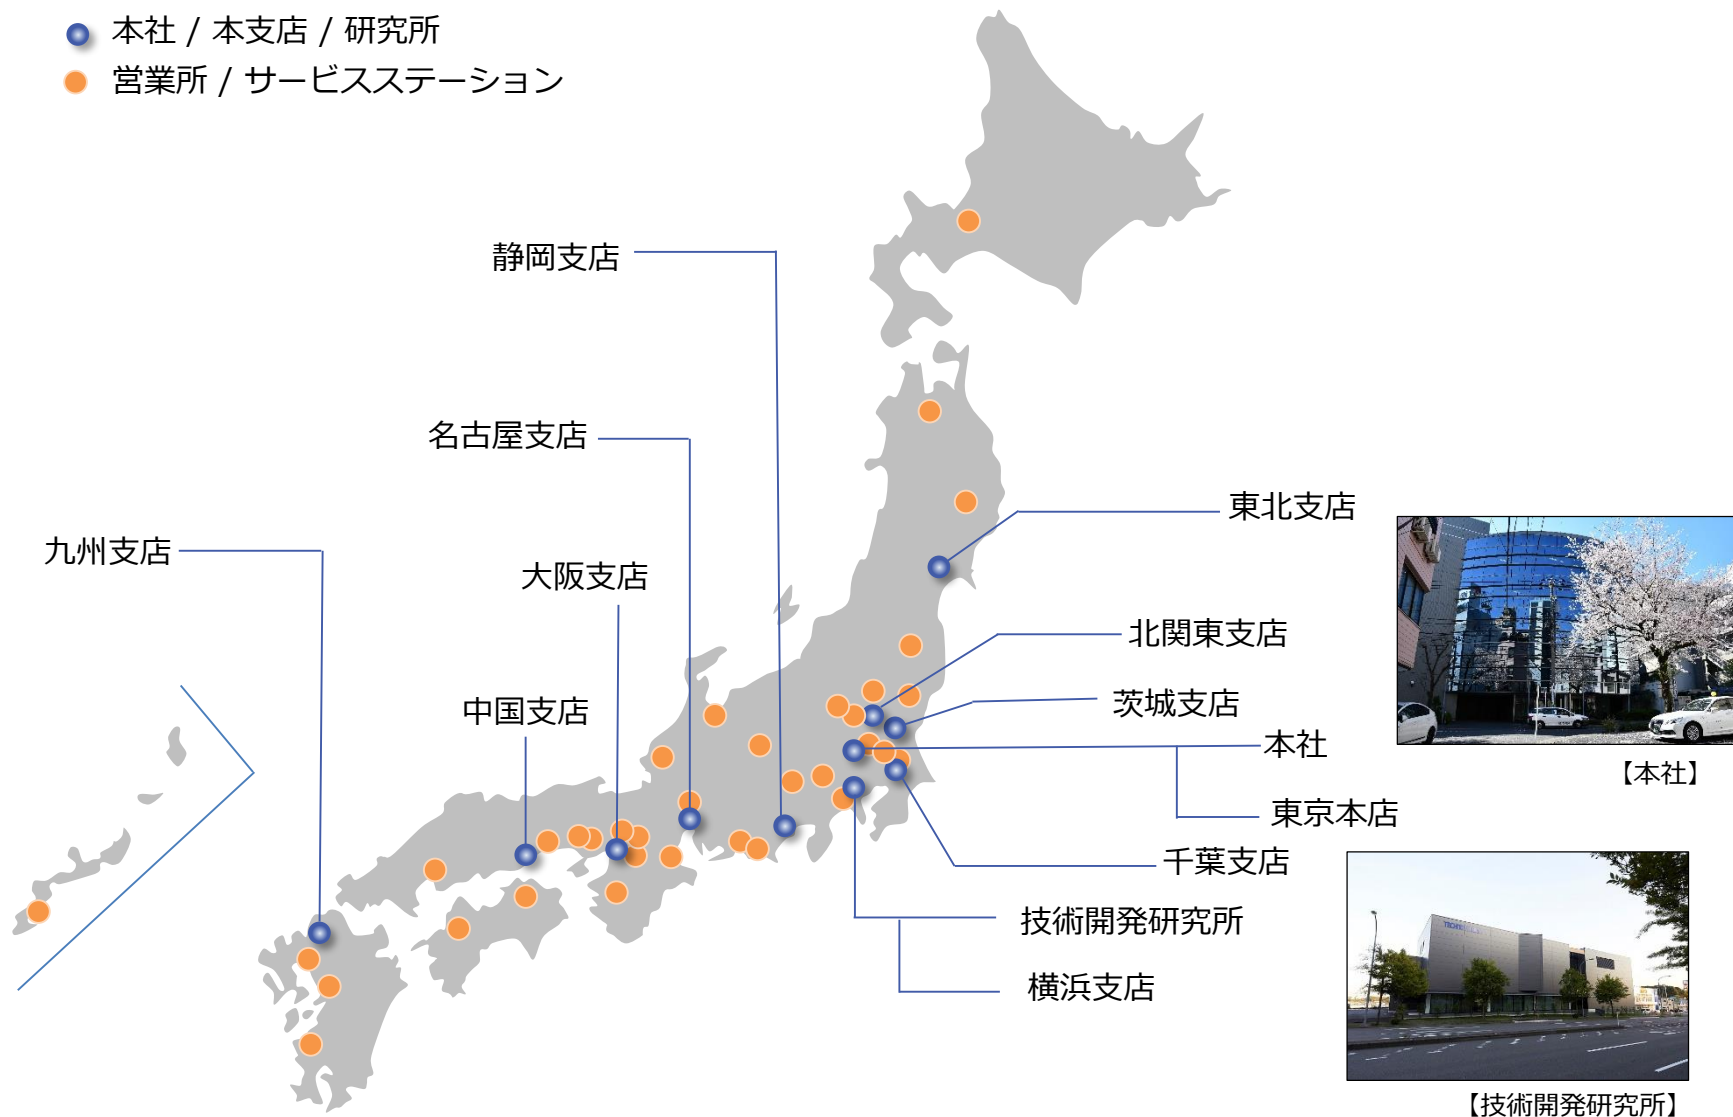 本社 / 本支店 / 研究所
営業所 / サービスステーション
静岡支店
名古屋支店
東北支店
九州支店
大阪支店
北関東支店
中国支店
茨城支店
本社
【本社】
東京本店
千葉支店
技術開発研究所
横浜支店
【技術開発研究所】